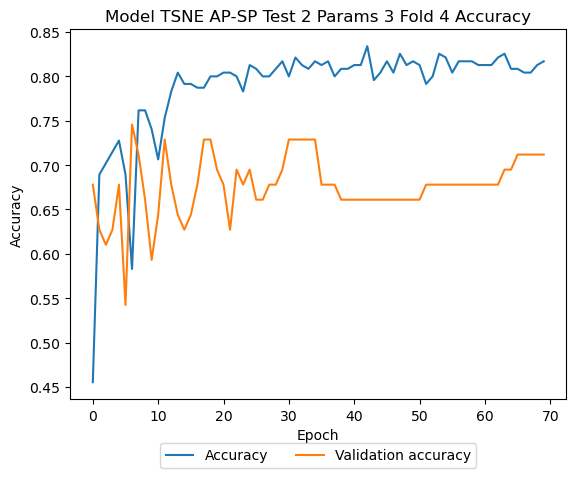 Model TSNE AP-SP Test 2 Params 3 Fold 4 Accuracy
0.85
0.80
0.75
0.70
0.65
0.60
0.55
0.50
0.45
Accuracy
0 10 20 30 40 50 60 70
Epoch
Accuracy Validation accuracy